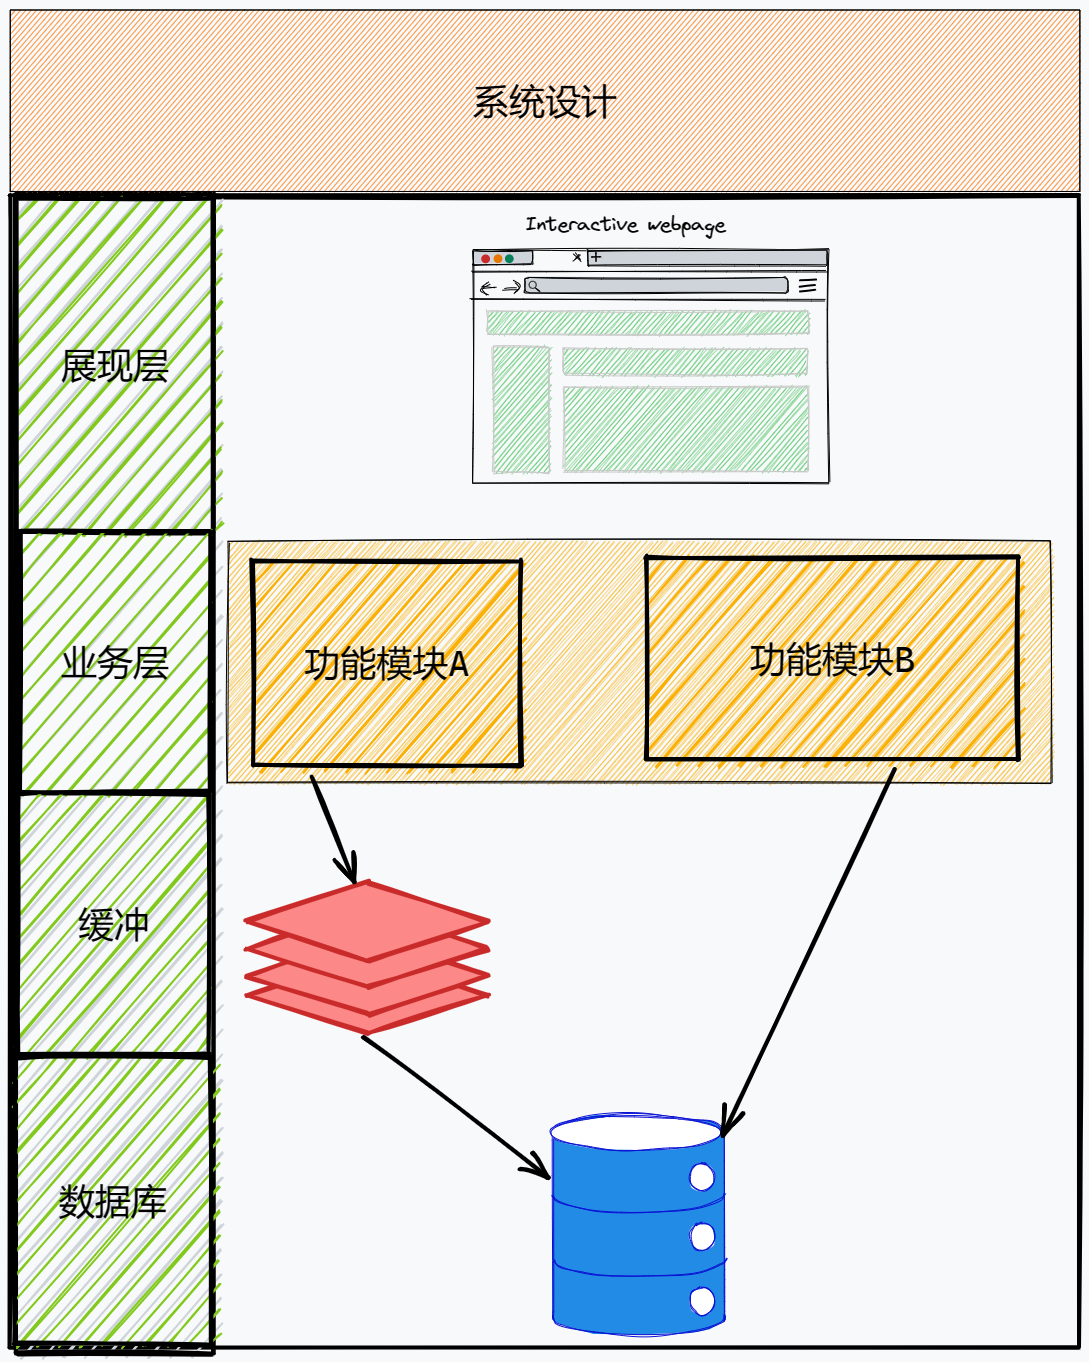 系统设计
Interactive webpage
展现层
业务层
功能模块A
功能模块B
缓冲
数据库